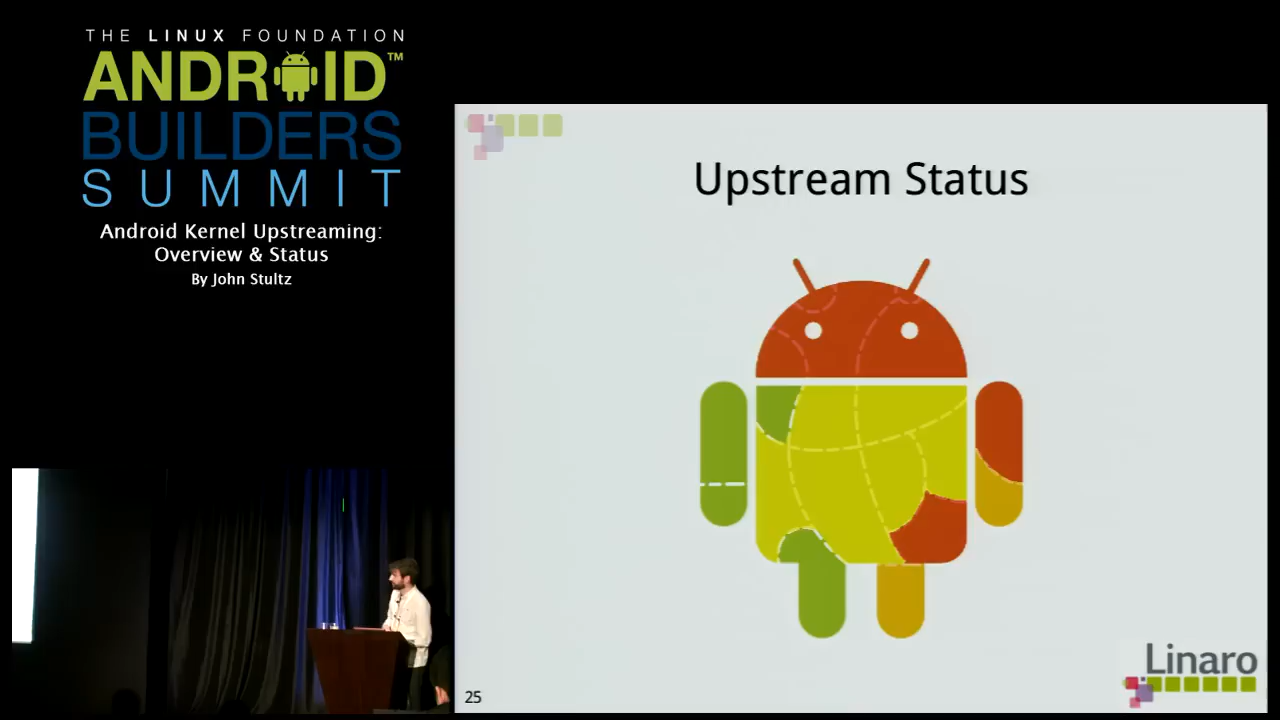 THE LINUX FOUNDATION
ANDROID™
BUILDERS
SUMMIT
Android Kernel Upstreaming:
Overview & Status
By John Stultz
Upstream Status
Linaro
25